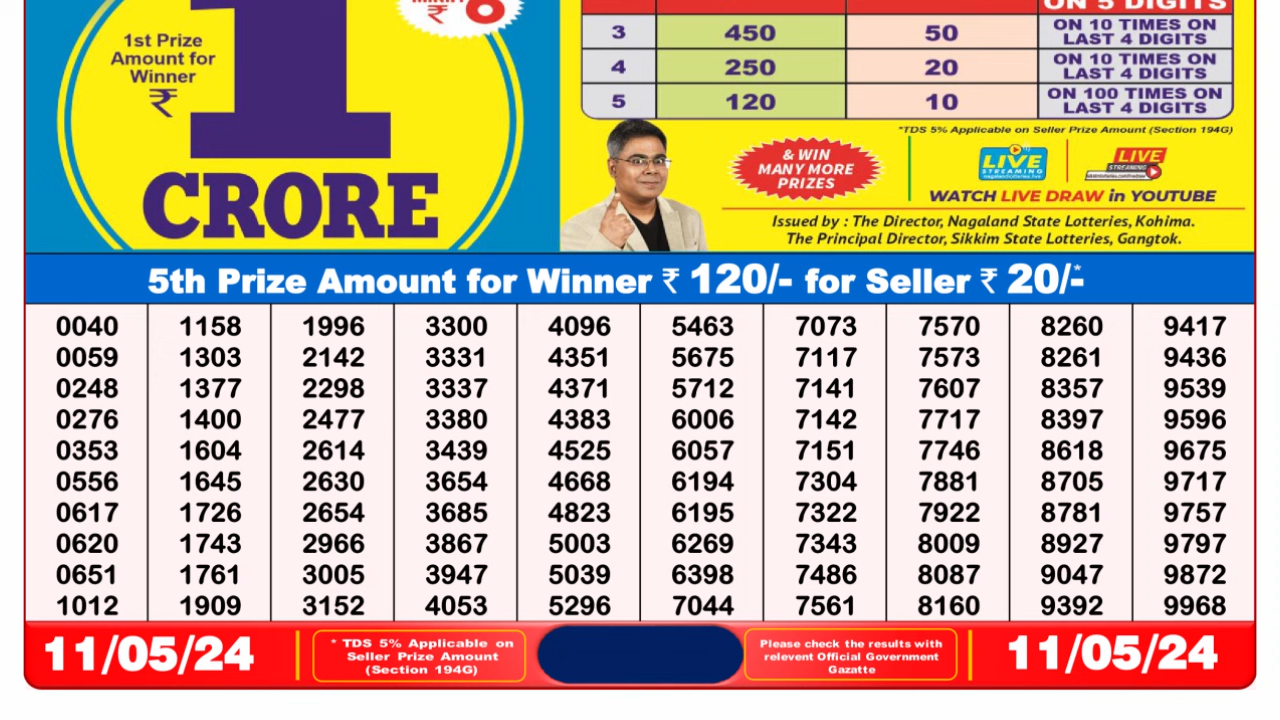 1st Prize
Amount for
Winner
₹
₹ 6
1
CRORE
ON 5 DIGITS
3 450 50 ON 10 TIMES ON LAST 4 DIGITS
4 250 20 ON 10 TIMES ON LAST 4 DIGITS
5 120 10 ON 100 TIMES ON LAST 4 DIGITS
*TDS 5% Applicable on Seller Prize Amount (Section 194G)
& WIN
MANY MORE
PRIZES
LIVE
STREAMING
LIVE
STREAMING
WATCH LIVE DRAW in YOUTUBE
Issued by : The Director, Nagaland State Lotteries, Kohima.
The Principal Director, Sikkim State Lotteries, Gangtok.
5th Prize Amount for Winner ₹ 120/- for Seller ₹ 20/-*
0040 1158 1996 3300 4096 5463 7073 7570 8260 9417
0059 1303 2142 3331 4351 5675 7117 7573 8261 9436
0248 1377 2298 3337 4371 5712 7141 7607 8357 9539
0276 1400 2477 3380 4383 6006 7142 7717 8397 9596
0353 1604 2614 3439 4525 6057 7151 7746 8618 9675
0556 1645 2630 3654 4668 6194 7304 7881 8705 9717
0617 1726 2654 3685 4823 6195 7322 7922 8781 9757
0620 1743 2966 3867 5003 6269 7343 8009 8927 9797
0651 1761 3005 3947 5039 6398 7486 8087 9047 9872
1012 1909 3152 4053 5296 7044 7561 8160 9392 9968
11/05/24
* TDS 5% Applicable on
Seller Prize Amount
(Section 194G)
Please check the results with
relevent Official Government
Gazatte
11/05/24